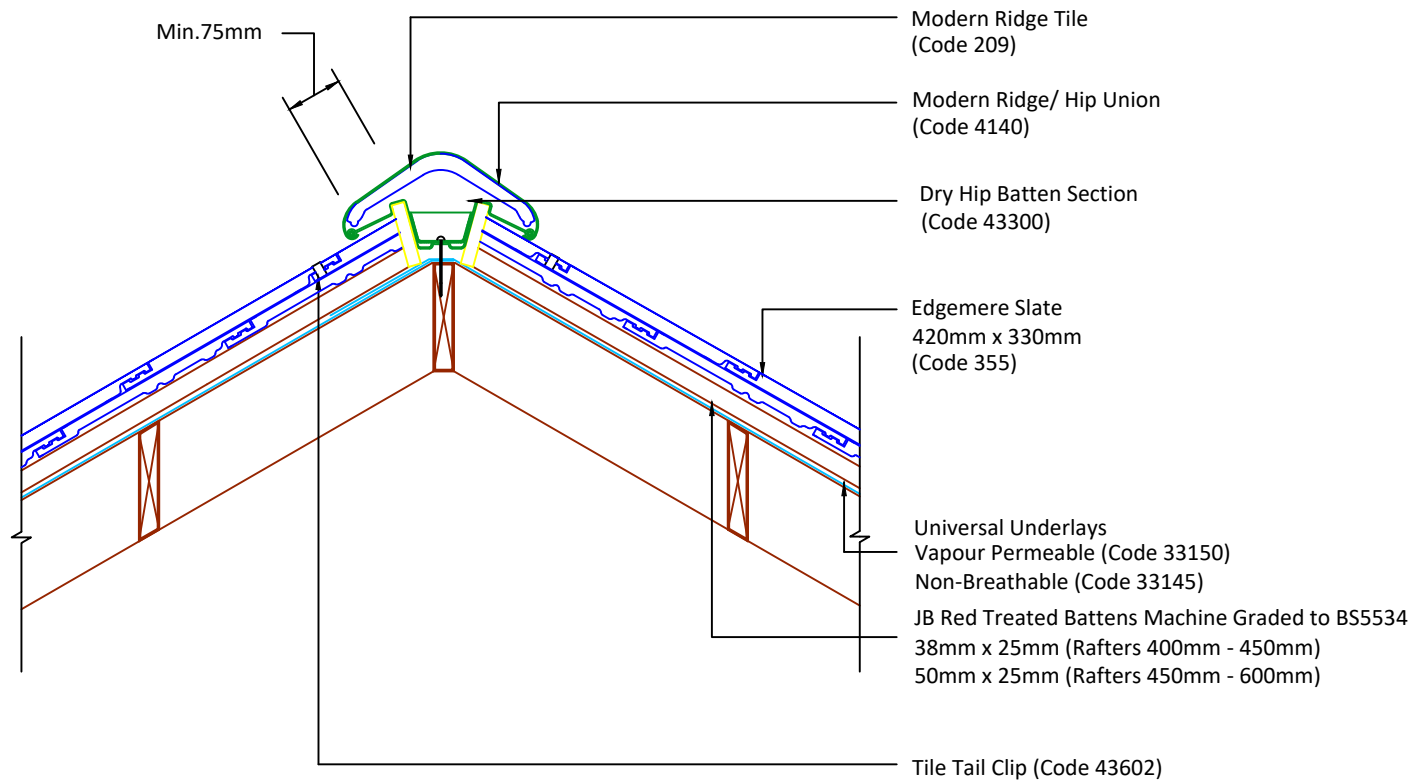 Min.75mm
Modern Ridge Tile
(Code 209)
Modern Ridge/ Hip Union
(Code 4140)
Dry Hip Batten Section
(Code 43300)
Edgemere Slate
420mm x 330mm
(Code 355)
Universal Underlays
Vapour Permeable (Code 33150)
Non-Breathable (Code 33145)
JB Red Treated Battens Machine Graded to BS5534
38mm x 25mm (Rafters 400mm - 450mm)
50mm x 25mm (Rafters 450mm - 600mm)
Tile Tail Clip (Code 43602)